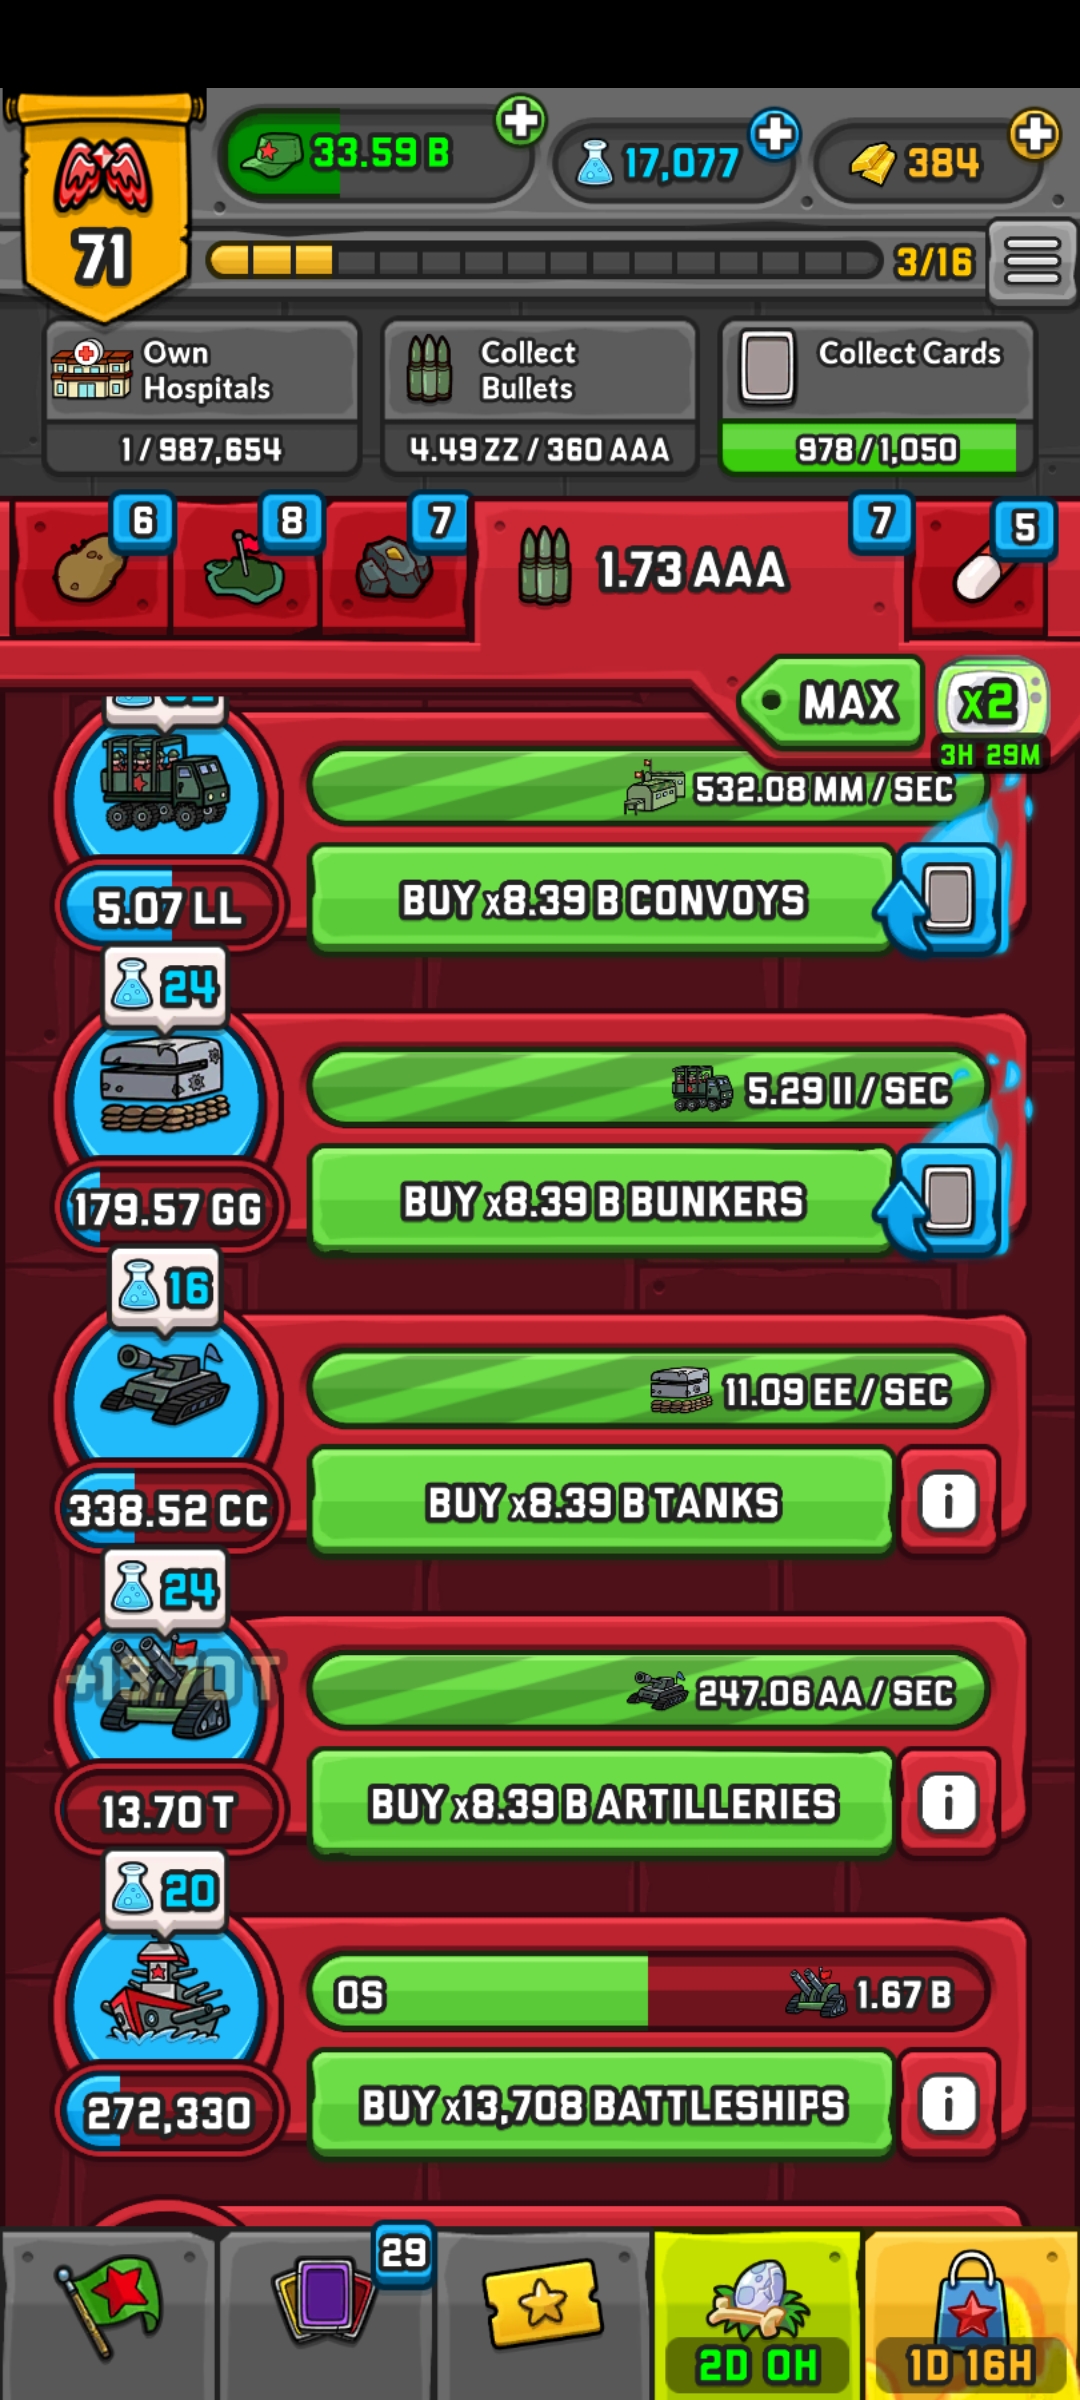 33.59 B
17,077
384
71
3/16
Own
Hospitals
1/987,654
Collect
Bullets
4.49 ZZ/360 AAA
Collect Cards
978/1,050
6
8
7
1.73 AAA
7
5
MAX
x2
3H 29M
532.08 MM/SEC
5.07 LL
BUY x8.39 B CONVOYS
24
5.29 II/SEC
179.57 GG
BUY x8.39 B BUNKERS
16
11.09 EE/SEC
338.52 CC
BUY x8.39 B TANKS
24
+13.70 T
247.06 AA/SEC
13.70 T
BUY x8.39 B ARTILLERIES
20
0S
1.67 B
272,330
BUY x13,708 BATTLESHIPS
29
2D 0H
1D 16H